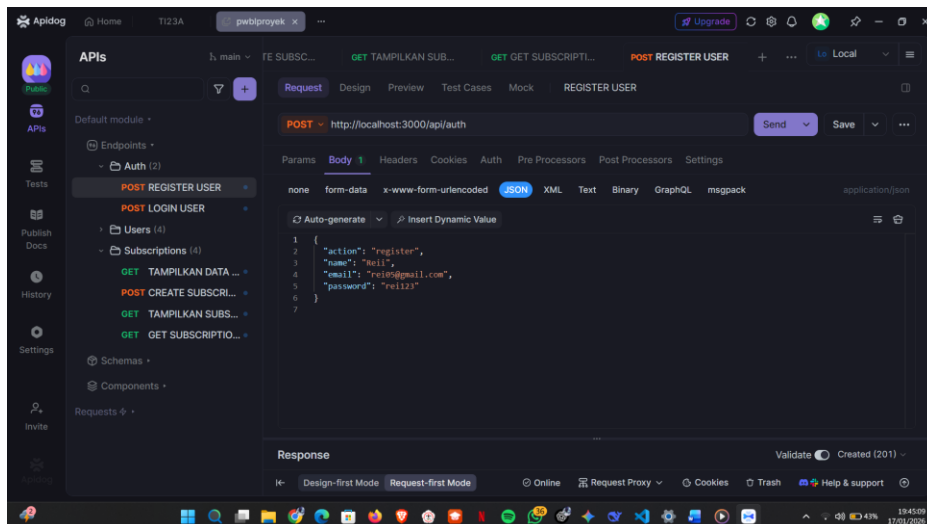 Apidog Home TI23A pwblproyek × ··· Upgrade
APIs main TE SUBSC... GET TAMPILKAN SUB... GET GET SUBSCRIPTI... POST REGISTER USER + ... Lo Local
Public
Request Design Preview Test Cases Mock REGISTER USER
APIs
Default module
POST http://localhost:3000/api/auth Send Save ···
Endpoints
Auth (2)
Params Body 1 Headers Cookies Auth Pre Processors Post Processors Settings
Tests
POST REGISTER USER
none form-data x-www-form-urlencoded JSON XML Text Binary GraphQL msgpack application/json
POST LOGIN USER
Publish
Docs
Users (4)
Auto-generate Insert Dynamic Value
Subscriptions (4)
1 {
2 "action": "register",
3 "name": "Reii",
4 "email": "rei05@gmail.com",
5 "password": "rei123"
6 }
7
GET TAMPILKAN DATA ...
History
POST CREATE SUBSCRI...
GET TAMPILKAN SUBS...
GET GET SUBSCRIPTIO...
Settings
Schemas
Components
Requests
Invite
Response Validate Created (201)
Design-first Mode Request-first Mode Online Request Proxy Cookies Trash Help & support
36 43% 19:45:09
17/01/2026